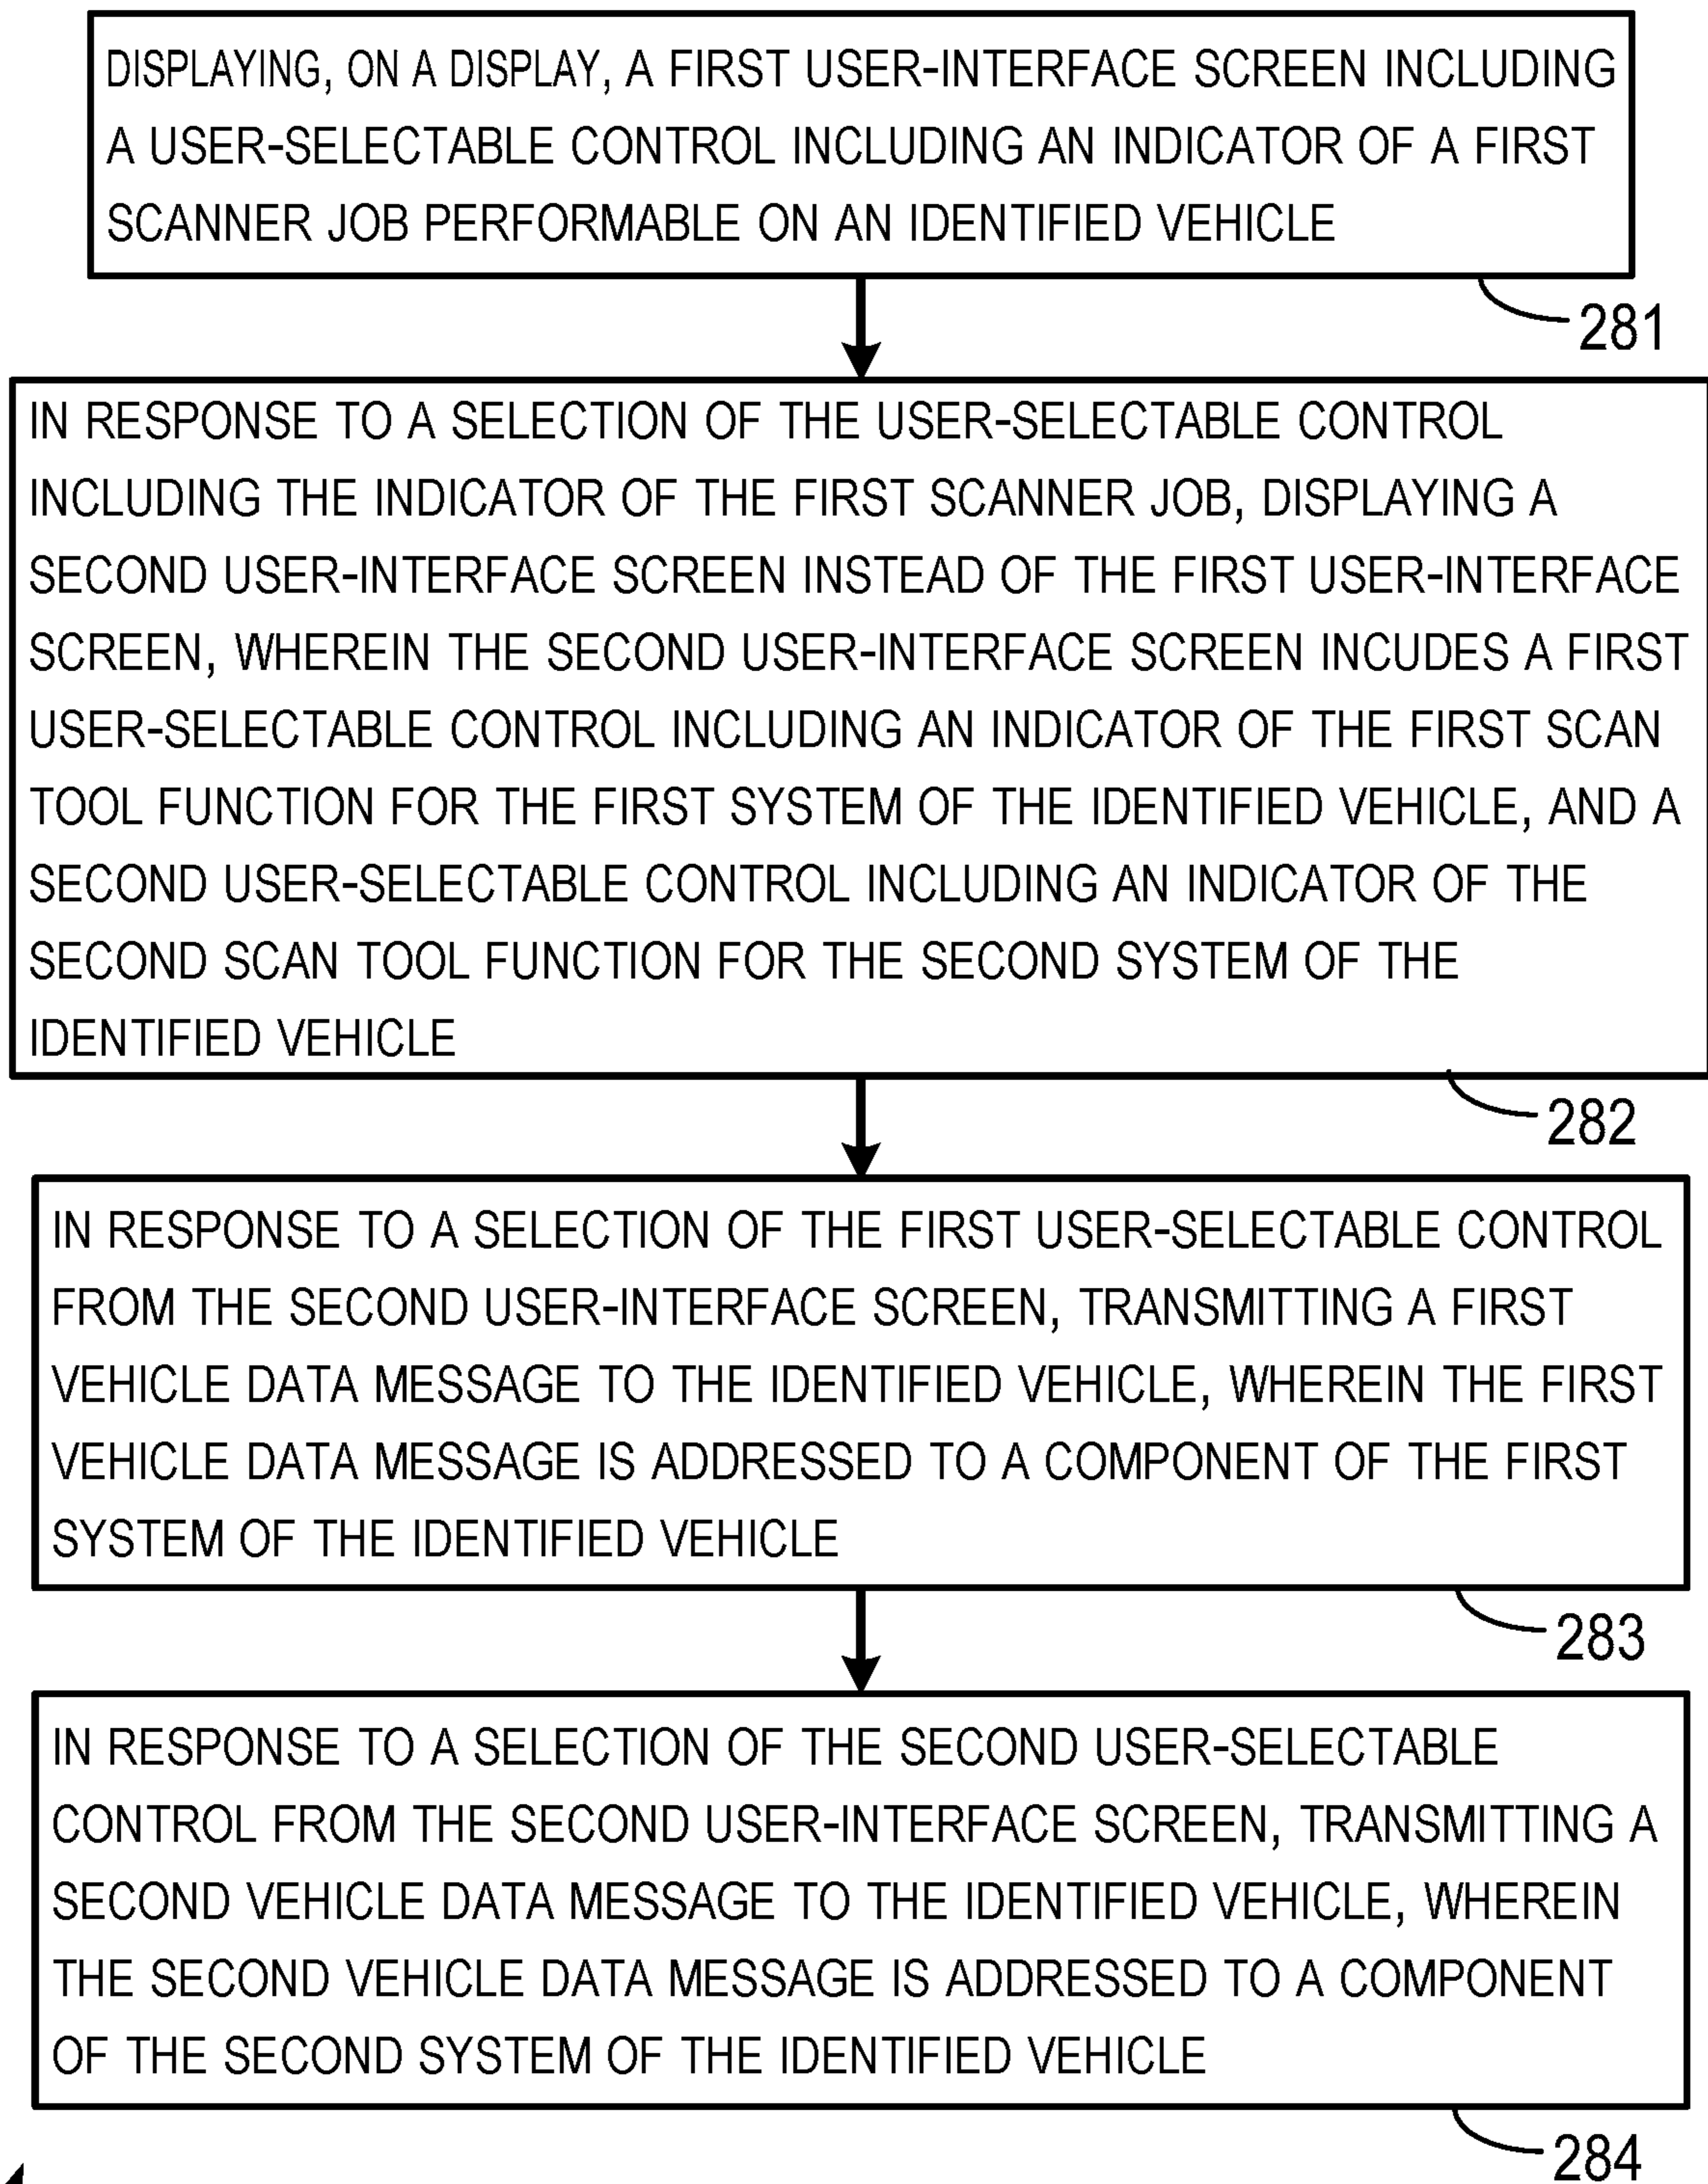 DISPLAYING, ON A DISPLAY, A FIRST USER-INTERFACE SCREEN INCLUDING
A USER-SELECTABLE CONTROL INCLUDING AN INDICATOR OF A FIRST
SCANNER JOB PERFORMABLE ON AN IDENTIFIED VEHICLE
281
IN RESPONSE TO A SELECTION OF THE USER-SELECTABLE CONTROL
INCLUDING THE INDICATOR OF THE FIRST SCANNER JOB, DISPLAYING A
SECOND USER-INTERFACE SCREEN INSTEAD OF THE FIRST USER-INTERFACE
SCREEN, WHEREIN THE SECOND USER-INTERFACE SCREEN INCUDES A FIRST
USER-SELECTABLE CONTROL INCLUDING AN INDICATOR OF THE FIRST SCAN
TOOL FUNCTION FOR THE FIRST SYSTEM OF THE IDENTIFIED VEHICLE, AND A
SECOND USER-SELECTABLE CONTROL INCLUDING AN INDICATOR OF THE
SECOND SCAN TOOL FUNCTION FOR THE SECOND SYSTEM OF THE
IDENTIFIED VEHICLE
282
IN RESPONSE TO A SELECTION OF THE FIRST USER-SELECTABLE CONTROL
FROM THE SECOND USER-INTERFACE SCREEN, TRANSMITTING A FIRST
VEHICLE DATA MESSAGE TO THE IDENTIFIED VEHICLE, WHEREIN THE FIRST
VEHICLE DATA MESSAGE IS ADDRESSED TO A COMPONENT OF THE FIRST
SYSTEM OF THE IDENTIFIED VEHICLE
283
IN RESPONSE TO A SELECTION OF THE SECOND USER-SELECTABLE
CONTROL FROM THE SECOND USER-INTERFACE SCREEN, TRANSMITTING A
SECOND VEHICLE DATA MESSAGE TO THE IDENTIFIED VEHICLE, WHEREIN
THE SECOND VEHICLE DATA MESSAGE IS ADDRESSED TO A COMPONENT
OF THE SECOND SYSTEM OF THE IDENTIFIED VEHICLE
284